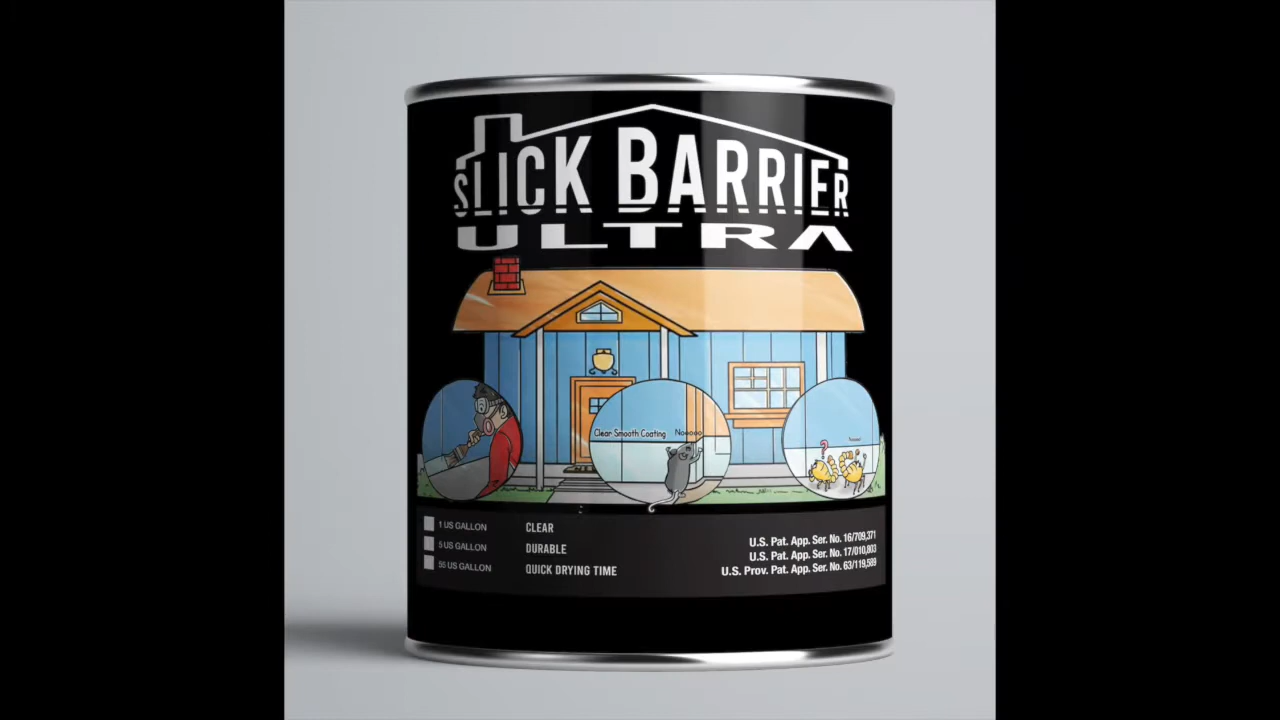 SLICK BARRIER
ULTRA
Clear Smooth Coating
Nooooo
?
1 US GALLON
5 US GALLON
55 US GALLON
CLEAR
DURABLE
QUICK DRYING TIME
U.S. Pat. App. Ser. No. 16/709,371
U.S. Pat. App. Ser. No. 17/010,803
U.S. Prov. Pat. App. Ser. No. 63/119,589